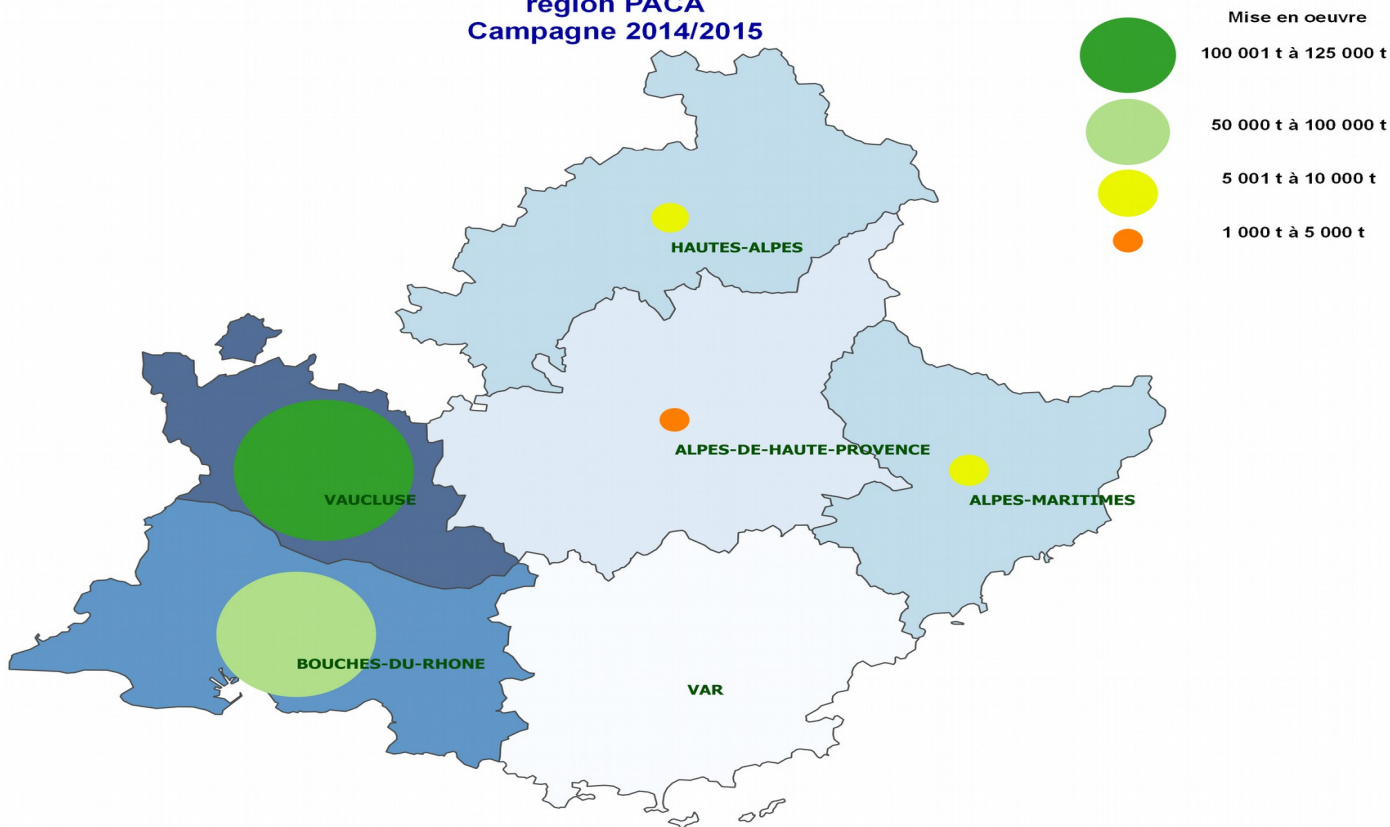 région PACA
Campagne 2014/2015
Mise en oeuvre
100 001 t à 125 000 t
50 000 t à 100 000 t
5 001 t à 10 000 t
1 000 t à 5 000 t
HAUTES-ALPES
ALPES-DE-HAUTE-PROVENCE
ALPES-MARITIMES
VAUCLUSE
BOUCHES-DU-RHONE
VAR